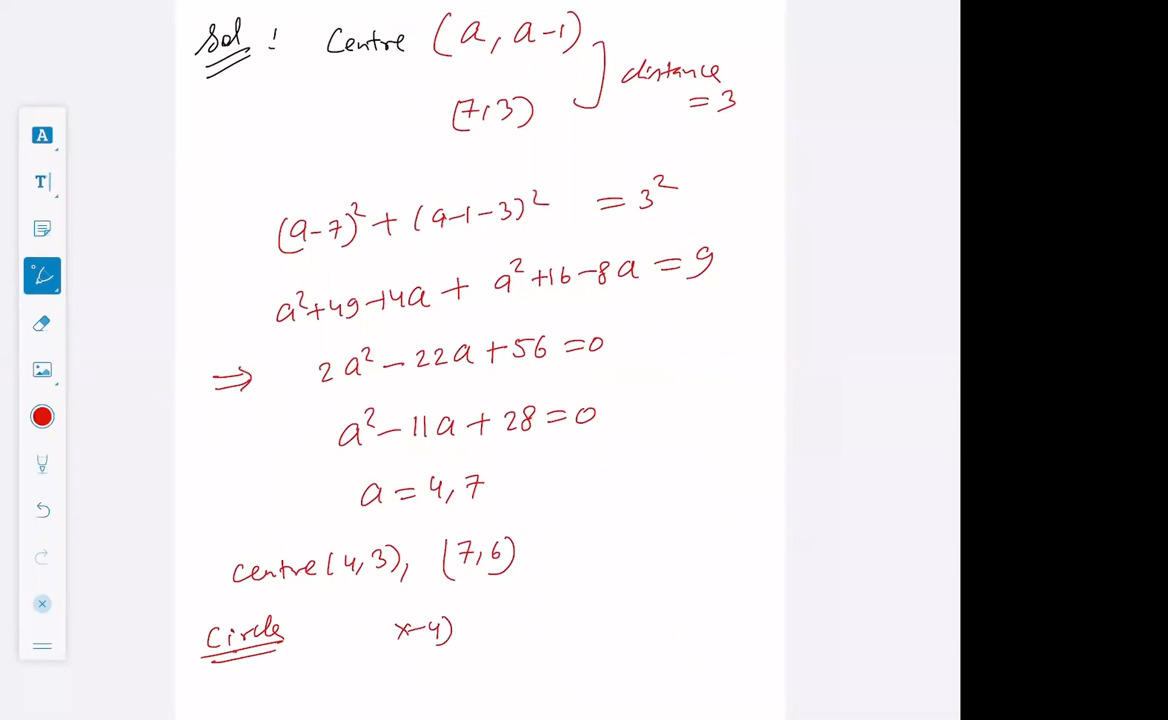 Sol : Centre (a, a-1)
distance
(7,3)
= 3
(a-7)² + (a-1-3)² = 3²
a²+49-14a + a²+16-8a = 9
⇒ 2a² - 22a + 56 = 0
a² - 11a + 28 = 0
a = 4, 7
centre (4,3), (7,6)
Circle x-4)
A
T|